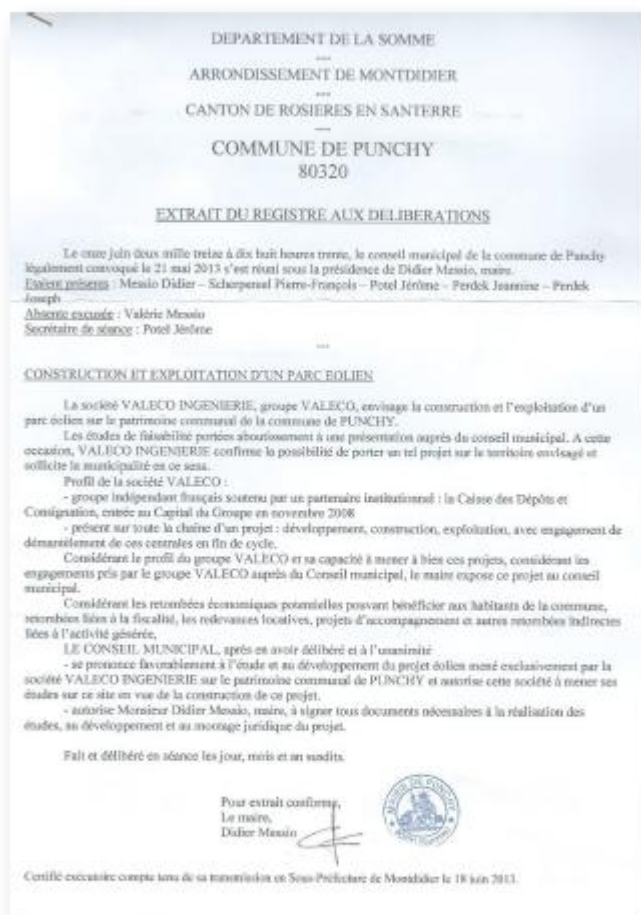 DEPARTEMENT DE LA SOMME
---
ARRONDISSEMENT DE MONTDIDIER
---
CANTON DE ROSIERES EN SANTERRE
---
COMMUNE DE PUNCHY
80320
EXTRAIT DU REGISTRE AUX DELIBERATIONS
Le onze juin deux mille treize à dix huit heures trente, le conseil municipal de la commune de Punchy
légalement convoqué le 21 mai 2013 s'est réuni sous la présidence de Didier Messio, maire.
Etaient présents : Messio Didier – Scherpereel Pierre-François – Potel Jérôme – Perdek Jeannine – Perdek
Joseph
Absente excusée : Valérie Messio
Secrétaire de séance : Potel Jérôme
---
CONSTRUCTION ET EXPLOITATION D'UN PARC EOLIEN
La société VALECO INGENIERIE, groupe VALECO, envisage la construction et l'exploitation d'un
parc éolien sur le patrimoine communal de la commune de PUNCHY.
Les études de faisabilité portées aboutissement à une présentation auprès du conseil municipal. A cette
occasion, VALECO INGENIERIE confirme la possibilité de porter un tel projet sur le territoire envisagé et
sollicite la municipalité en ce sens.
Profil de la société VALECO :
- groupe indépendant français soutenu par un partenaire institutionnel : la Caisse des Dépôts et
Consignation, entrée au Capital du Groupe en novembre 2008
- présent sur toute la chaîne d'un projet : développement, construction, exploitation, avec engagement de
démantèlement de ces centrales en fin de cycle.
Considérant le profil du groupe VALECO et sa capacité à mener à bien ces projets, considérant les
engagements pris par le groupe VALECO auprès du Conseil municipal, le maire expose ce projet au conseil
municipal.
Considérant les retombées économiques potentielles pouvant bénéficier aux habitants de la commune,
retombées liées à la fiscalité, les redevances locatives, projets d'accompagnement et autres retombées indirectes
liées à l'activité générée,
LE CONSEIL MUNICIPAL, après en avoir délibéré et à l'unanimité
- se prononce favorablement à l'étude et au développement du projet éolien mené exclusivement par la
société VALECO INGENIERIE sur le patrimoine communal de PUNCHY et autorise cette société à mener ses
études sur ce site en vue de la construction de ce projet.
- autorise Monsieur Didier Messio, maire, à signer tous documents nécessaires à la réalisation des
études, au développement et au montage juridique du projet.
Fait et délibéré en séance les jour, mois et an susdits.
Pour extrait conforme,
Le maire,
Didier Messio
MAIRIE DE PUNCHY
Certifié exécutoire compte tenu de sa transmission en Sous-Préfecture de Montdidier le 18 juin 2013.